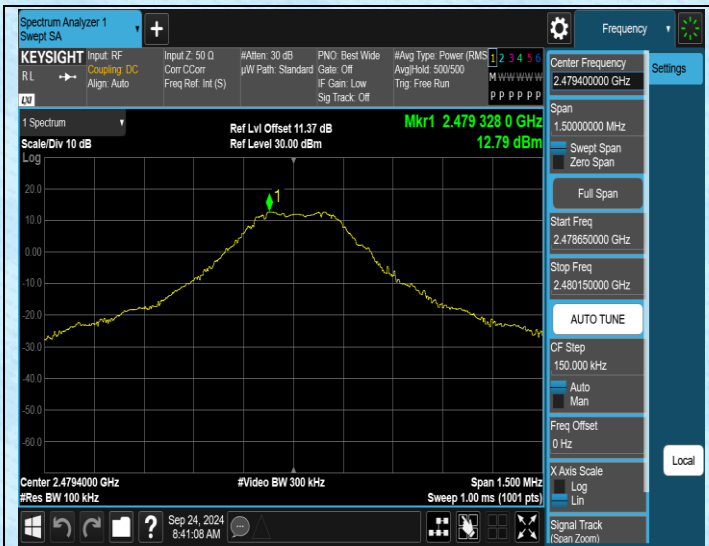 Spectrum Analyzer 1
Swept SA
Frequency
KEYSIGHT
R L
LXI
Input: RF
Coupling: DC
Align: Auto
Input Z: 50 Ω
Corr CCorr
Freq Ref: Int (S)
#Atten: 30 dB
µW Path: Standard
PNO: Best Wide
Gate: Off
IF Gain: Low
Sig Track: Off
#Avg Type: Power (RMS
Avg|Hold: 500/500
Trig: Free Run
1 2 3 4 5 6
M W W W W W
P P P P P P
1 Spectrum
Scale/Div 10 dB
Log
Ref Lvl Offset 11.37 dB
Ref Level 30.00 dBm
Mkr1 2.479 328 0 GHz
12.79 dBm
1
20.0
10.0
0.00
-10.0
-20.0
-30.0
-40.0
-50.0
-60.0
Center 2.4794000 GHz
#Res BW 100 kHz
#Video BW 300 kHz
Span 1.500 MHz
Sweep 1.00 ms (1001 pts)
Sep 24, 2024
8:41:08 AM
Center Frequency
2.479400000 GHz
Span
1.50000000 MHz
Swept Span
Zero Span
Full Span
Start Freq
2.478650000 GHz
Stop Freq
2.480150000 GHz
AUTO TUNE
CF Step
150.000 kHz
Auto
Man
Freq Offset
0 Hz
X Axis Scale
Log
Lin
Signal Track
(Span Zoom)
Settings
Local